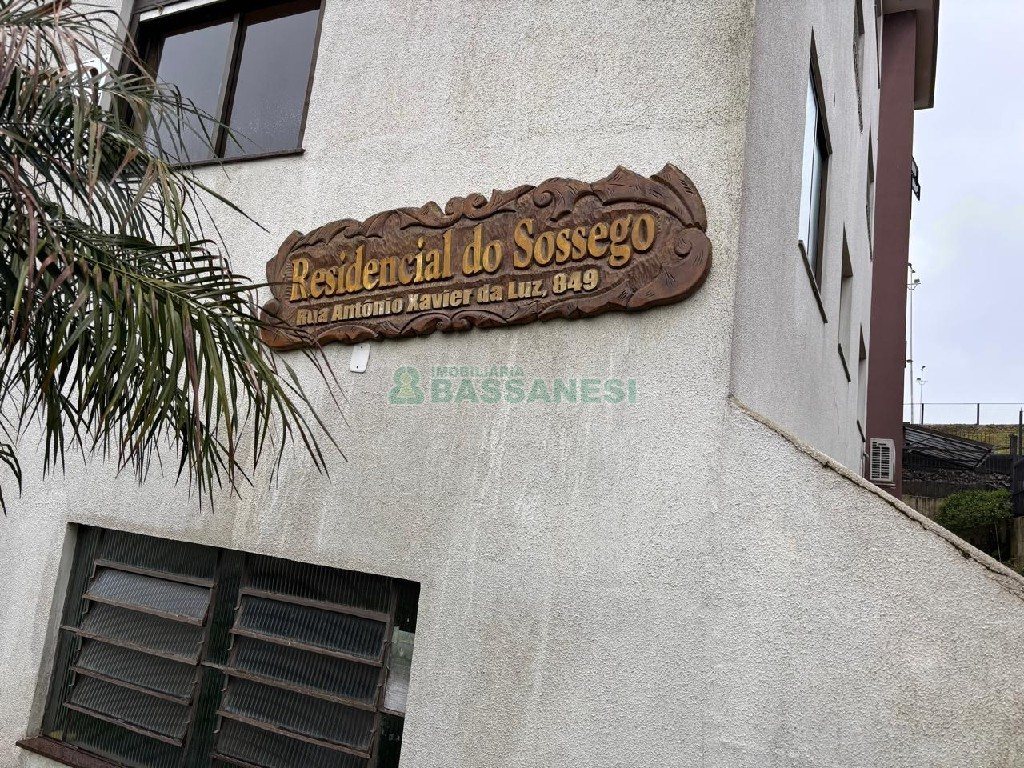 Residencial do Sossego
Rua Antônio Xavier da Luz, 849
IMOBILIÁRIA
BASSANESI